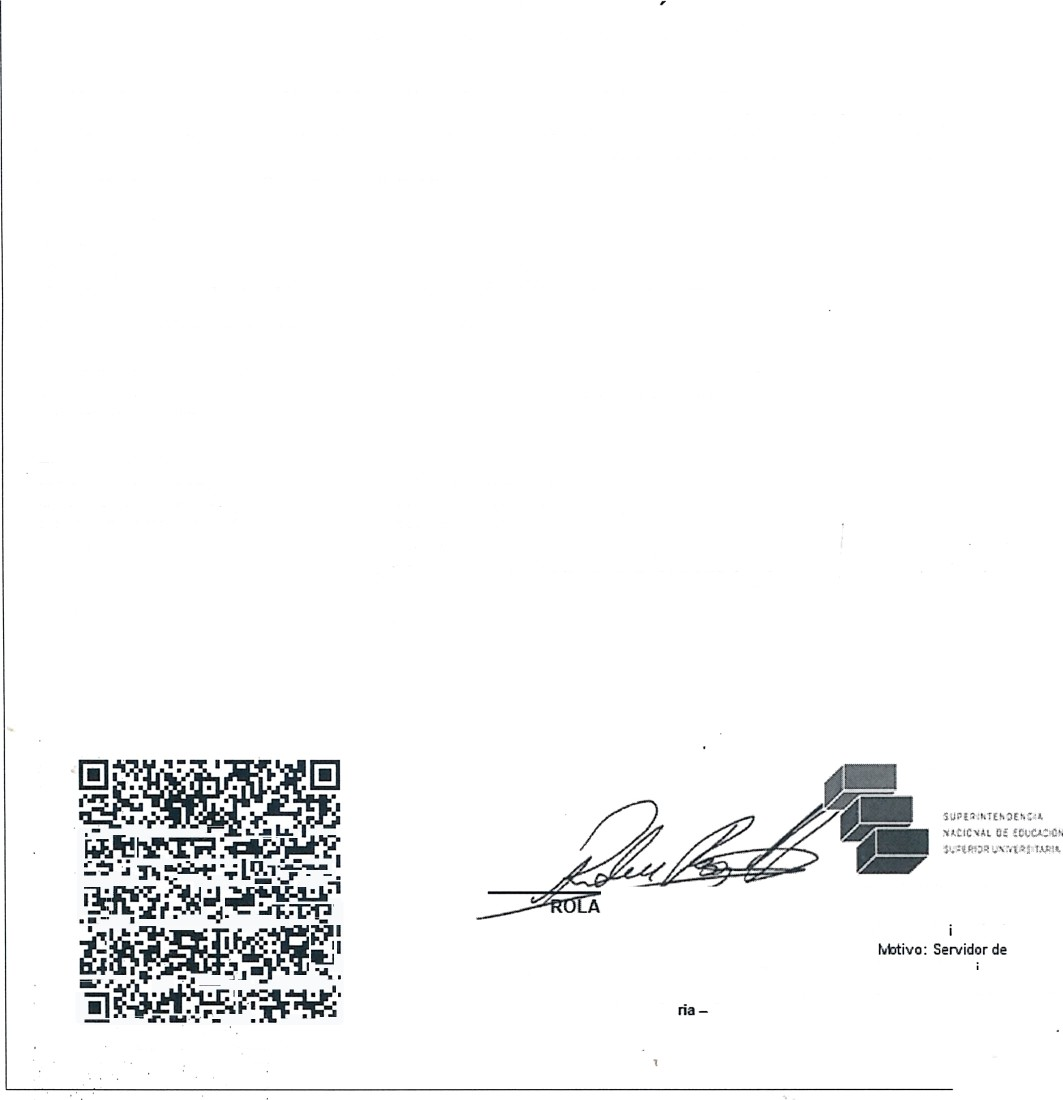 SUPERINTENDENCIA
NACIONAL DE EDUCACIÓN
SUPERIOR UNIVERSITARIA
ROLA
i
Motivo: Servidor de
i
ria –